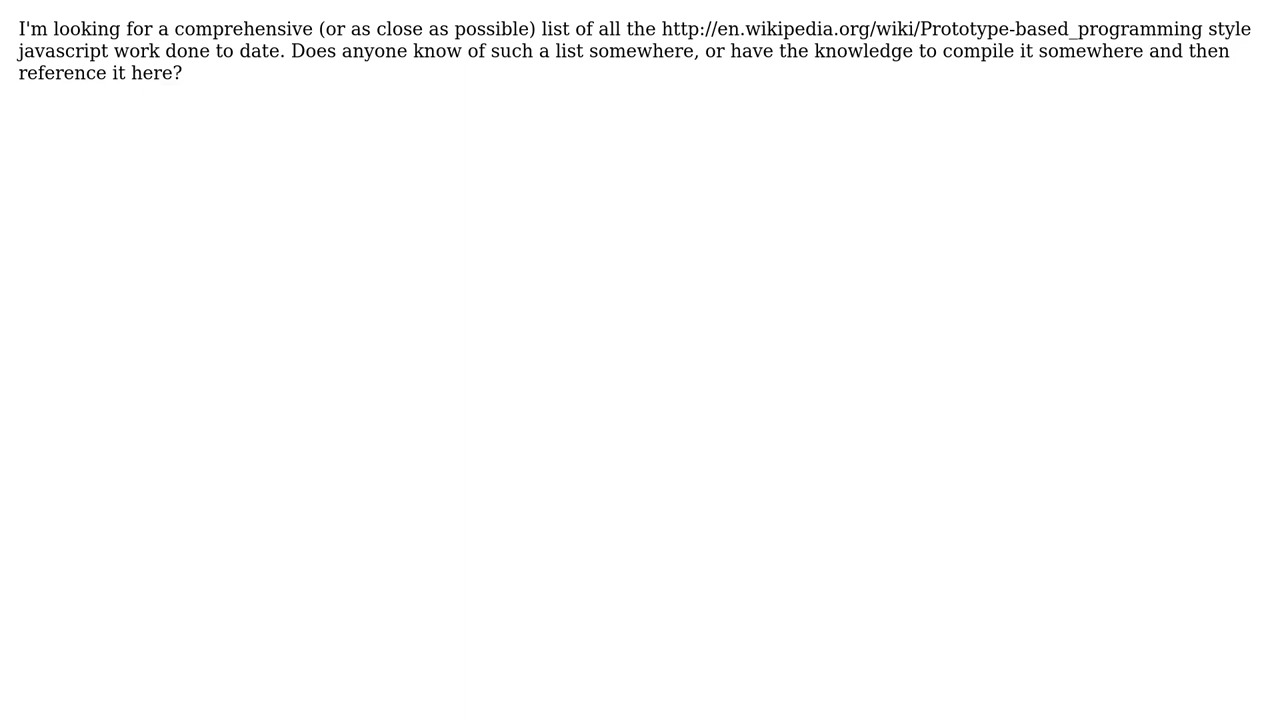 I'm looking for a comprehensive (or as close as possible) list of all the http://en.wikipedia.org/wiki/Prototype-based_programming style
javascript work done to date. Does anyone know of such a list somewhere, or have the knowledge to compile it somewhere and then
reference it here?